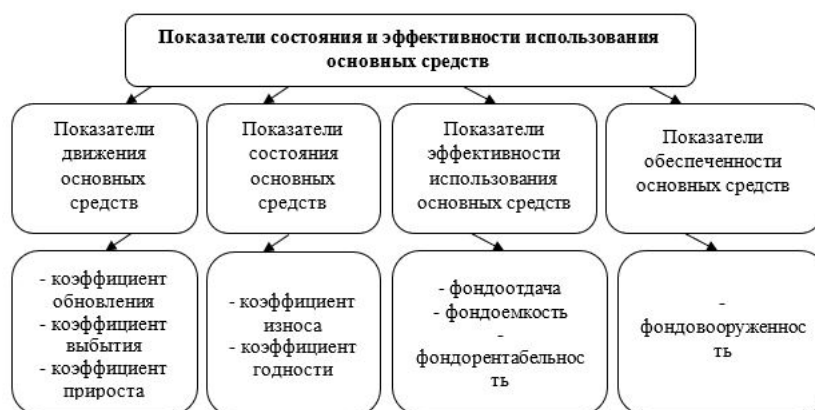 Показатели состояния и эффективности использования
основных средств
Показатели
движения
основных
средств
Показатели
состояния
основных
средств
Показатели
эффективности
использования
основных средств
Показатели
обеспеченности
основных средств
- коэффициент
обновления
- коэффициент
выбытия
- коэффициент
прироста
- коэффициент
износа
- коэффициент
годности
- фондоотдача
- фондоемкость
-
фондорентабельнос
ть
-
фондовооруженнос
ть